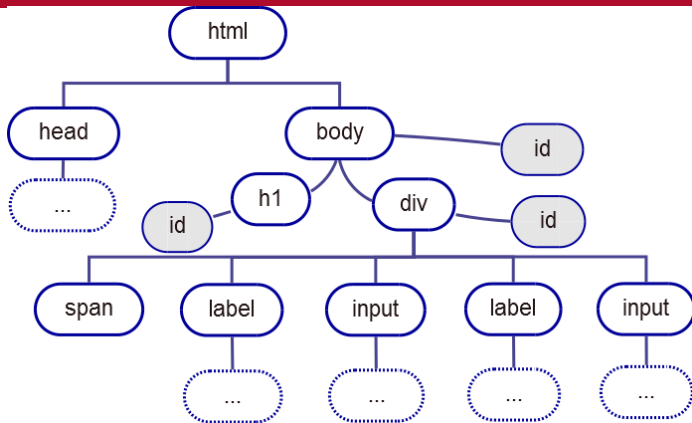 html
head
body
id
h1
div
id
id
...
span
label
input
label
input
...
...
...
...